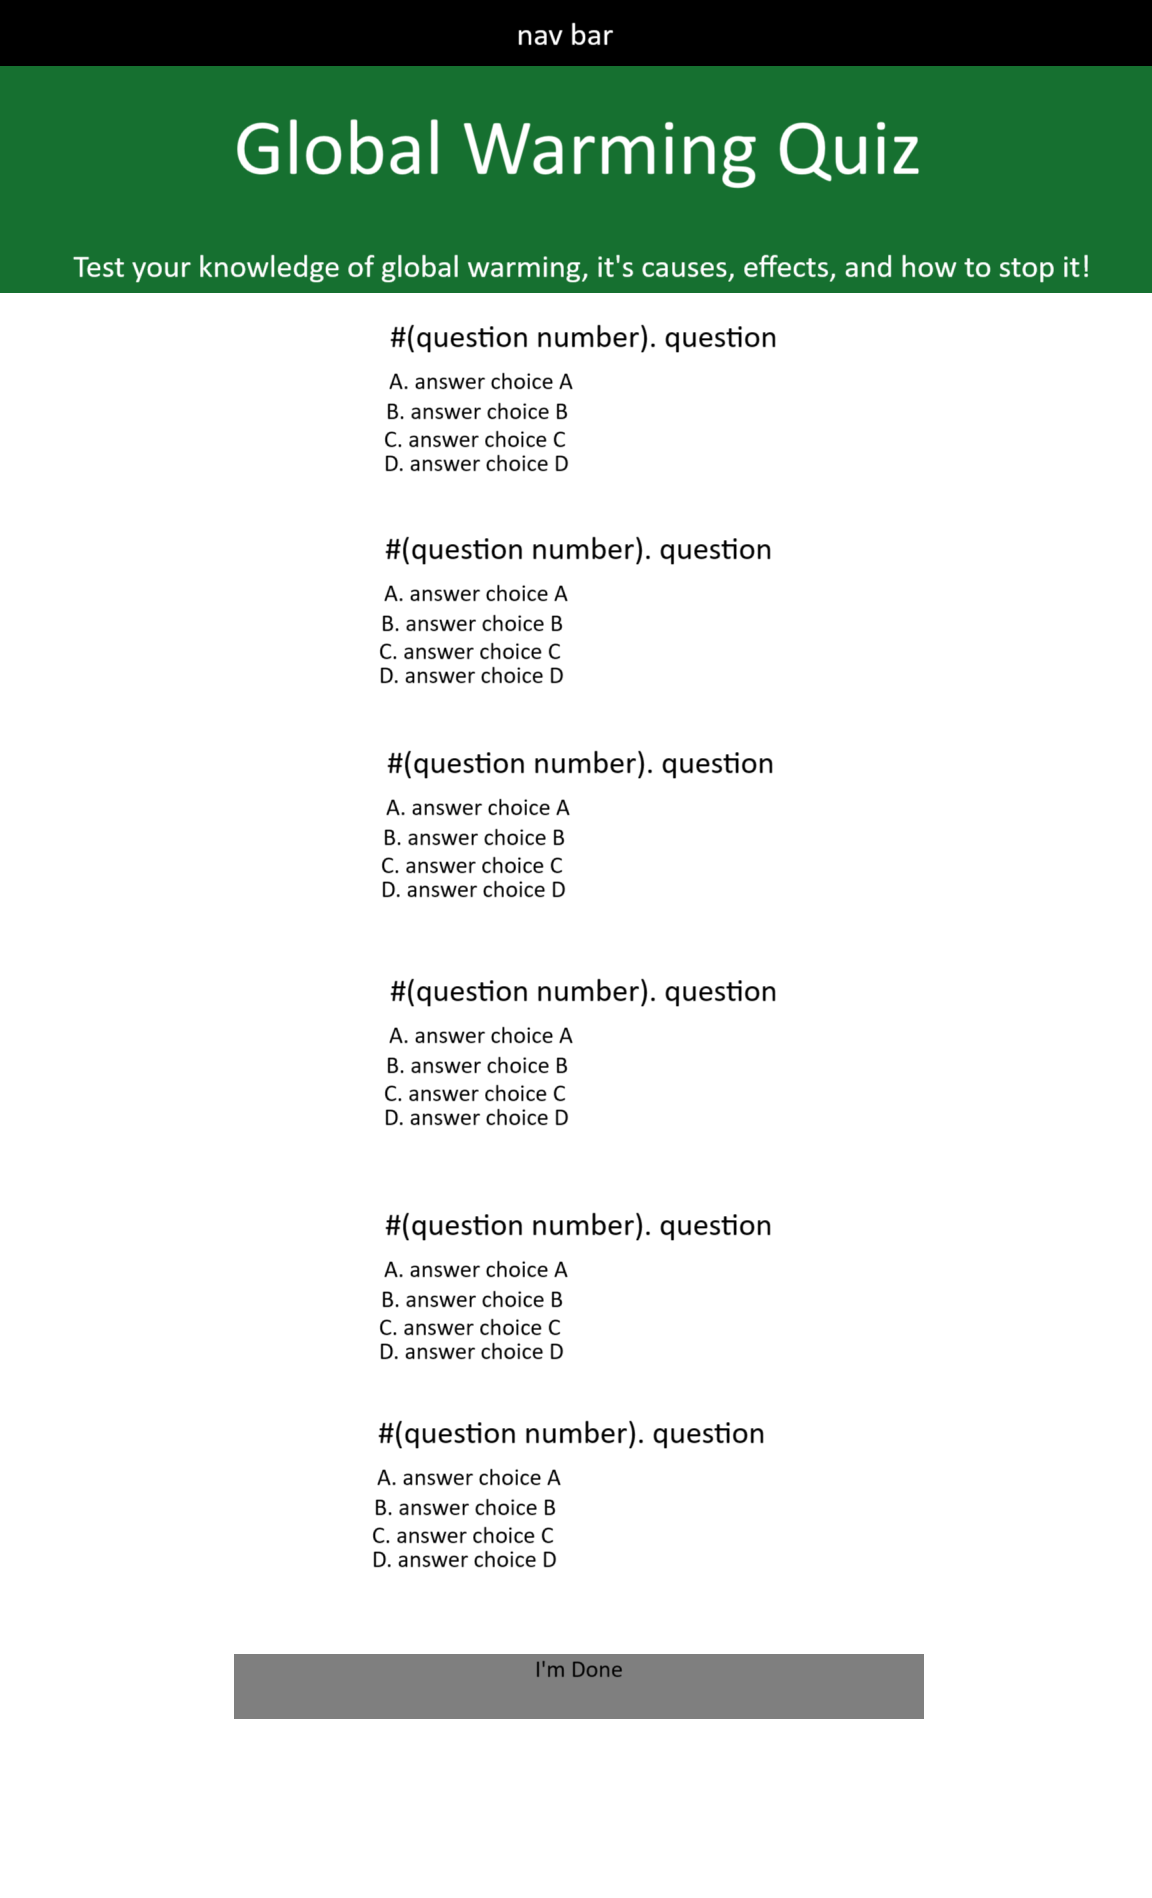 nav bar
Global Warming Quiz
Test your knowledge of global warming, it's causes, effects, and how to stop it!
#(question number). question
A. answer choice A
B. answer choice B
C. answer choice C
D. answer choice D
#(question number). question
A. answer choice A
B. answer choice B
C. answer choice C
D. answer choice D
#(question number). question
A. answer choice A
B. answer choice B
C. answer choice C
D. answer choice D
#(question number). question
A. answer choice A
B. answer choice B
C. answer choice C
D. answer choice D
#(question number). question
A. answer choice A
B. answer choice B
C. answer choice C
D. answer choice D
#(question number). question
A. answer choice A
B. answer choice B
C. answer choice C
D. answer choice D
I'm Done